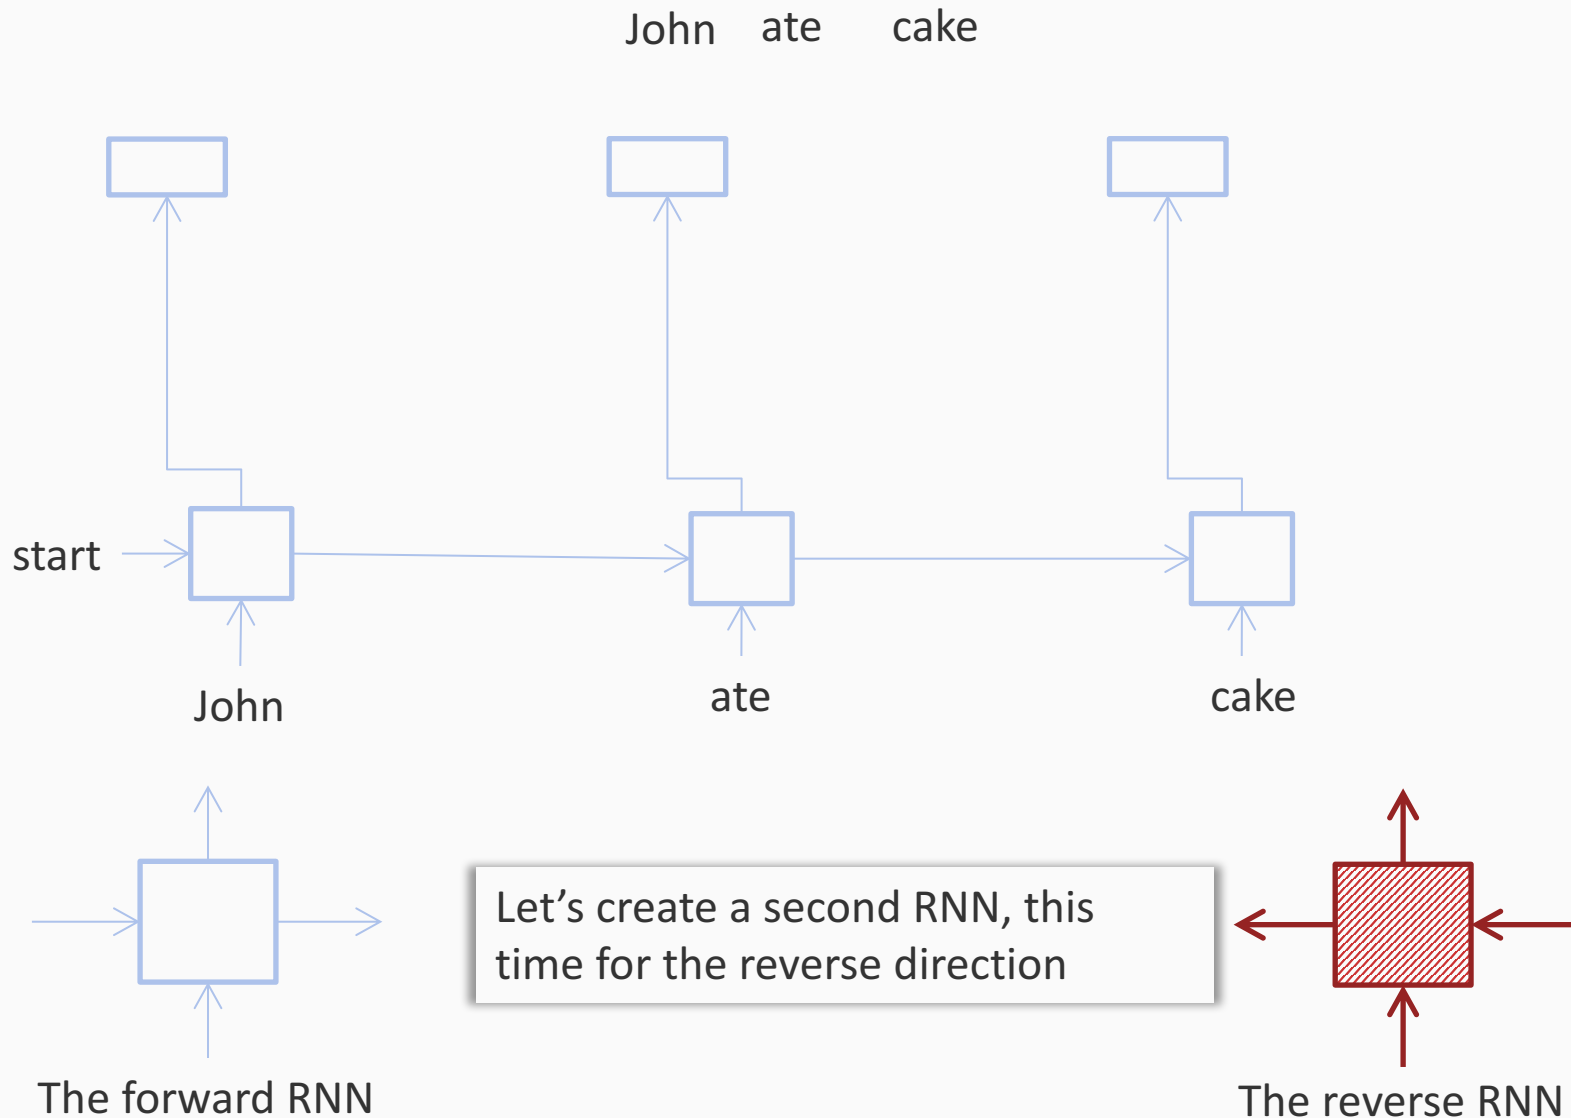 John ate cake
start
John ate cake
Let’s create a second RNN, this
time for the reverse direction
The forward RNN
The reverse RNN